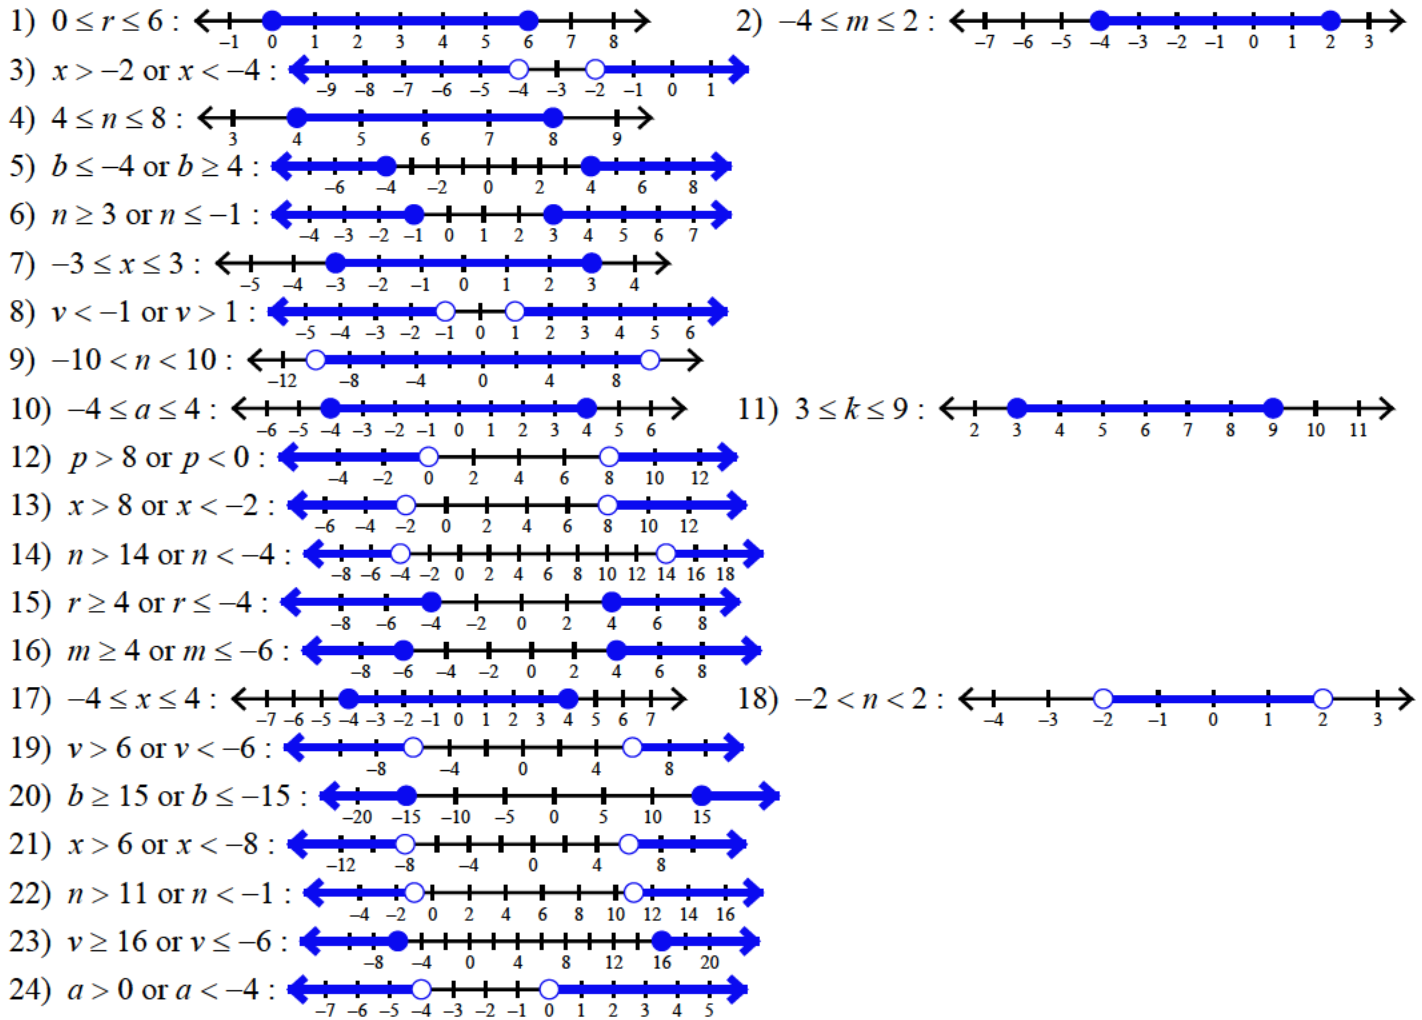 1) 0 ≤ r ≤ 6 : −1 0 1 2 3 4 5 6 7 8
2) −4 ≤ m ≤ 2 : −7 −6 −5 −4 −3 −2 −1 0 1 2 3
3) x > −2 or x < −4 : −9 −8 −7 −6 −5 −4 −3 −2 −1 0 1
4) 4 ≤ n ≤ 8 : 3 4 5 6 7 8 9
5) b ≤ −4 or b ≥ 4 : −6 −4 −2 0 2 4 6 8
6) n ≥ 3 or n ≤ −1 : −4 −3 −2 −1 0 1 2 3 4 5 6 7
7) −3 ≤ x ≤ 3 : −5 −4 −3 −2 −1 0 1 2 3 4
8) v < −1 or v > 1 : −5 −4 −3 −2 −1 0 1 2 3 4 5 6
9) −10 < n < 10 : −12 −8 −4 0 4 8
10) −4 ≤ a ≤ 4 : −6 −5 −4 −3 −2 −1 0 1 2 3 4 5 6
11) 3 ≤ k ≤ 9 : 2 3 4 5 6 7 8 9 10 11
12) p > 8 or p < 0 : −4 −2 0 2 4 6 8 10 12
13) x > 8 or x < −2 : −6 −4 −2 0 2 4 6 8 10 12
14) n > 14 or n < −4 : −8 −6 −4 −2 0 2 4 6 8 10 12 14 16 18
15) r ≥ 4 or r ≤ −4 : −8 −6 −4 −2 0 2 4 6 8
16) m ≥ 4 or m ≤ −6 : −8 −6 −4 −2 0 2 4 6 8
17) −4 ≤ x ≤ 4 : −7 −6 −5 −4 −3 −2 −1 0 1 2 3 4 5 6 7
18) −2 < n < 2 : −4 −3 −2 −1 0 1 2 3
19) v > 6 or v < −6 : −8 −4 0 4 8
20) b ≥ 15 or b ≤ −15 : −20 −15 −10 −5 0 5 10 15
21) x > 6 or x < −8 : −12 −8 −4 0 4 8
22) n > 11 or n < −1 : −4 −2 0 2 4 6 8 10 12 14 16
23) v ≥ 16 or v ≤ −6 : −8 −4 0 4 8 12 16 20
24) a > 0 or a < −4 : −7 −6 −5 −4 −3 −2 −1 0 1 2 3 4 5